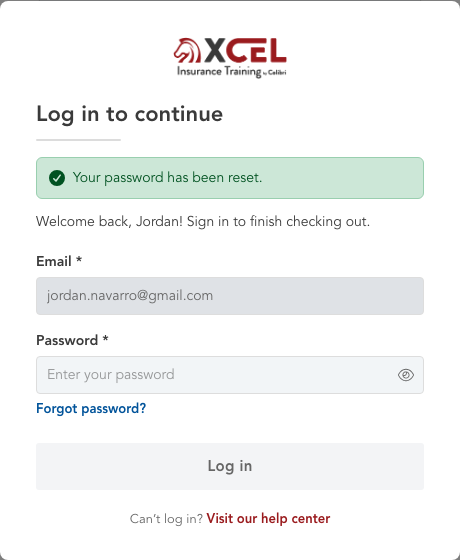 XCEL
Insurance Training by Colibri
Log in to continue
Your password has been reset.
Welcome back, Jordan! Sign in to finish checking out.
Email *
jordan.navarro@gmail.com
Password *
Enter your password
Forgot password?
Log in
Can't log in? Visit our help center